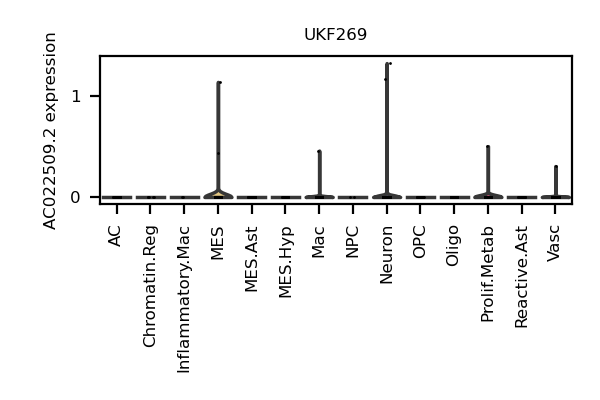 UKF269
AC022509.2 expression
1
0
AC
Chromatin.Reg
Inflammatory.Mac
MES
MES.Ast
MES.Hyp
Mac
NPC
Neuron
OPC
Oligo
Prolif.Metab
Reactive.Ast
Vasc